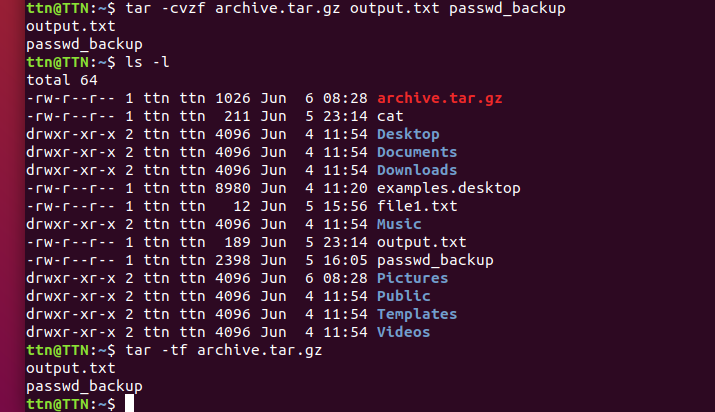 ttn@TTN:~$ tar -cvzf archive.tar.gz output.txt passwd_backup
output.txt
passwd_backup
ttn@TTN:~$ ls -l
total 64
-rw-r--r-- 1 ttn ttn 1026 Jun  6 08:28 archive.tar.gz
-rw-r--r-- 1 ttn ttn  211 Jun  5 23:14 cat
drwxr-xr-x 2 ttn ttn 4096 Jun  4 11:54 Desktop
drwxr-xr-x 2 ttn ttn 4096 Jun  4 11:54 Documents
drwxr-xr-x 2 ttn ttn 4096 Jun  4 11:54 Downloads
-rw-r--r-- 1 ttn ttn 8980 Jun  4 11:20 examples.desktop
-rw-r--r-- 1 ttn ttn   12 Jun  5 15:56 file1.txt
drwxr-xr-x 2 ttn ttn 4096 Jun  4 11:54 Music
-rw-r--r-- 1 ttn ttn  189 Jun  5 23:14 output.txt
-rw-r--r-- 1 ttn ttn 2398 Jun  5 16:05 passwd_backup
drwxr-xr-x 2 ttn ttn 4096 Jun  6 08:28 Pictures
drwxr-xr-x 2 ttn ttn 4096 Jun  4 11:54 Public
drwxr-xr-x 2 ttn ttn 4096 Jun  4 11:54 Templates
drwxr-xr-x 2 ttn ttn 4096 Jun  4 11:54 Videos
ttn@TTN:~$ tar -tf archive.tar.gz
output.txt
passwd_backup
ttn@TTN:~$